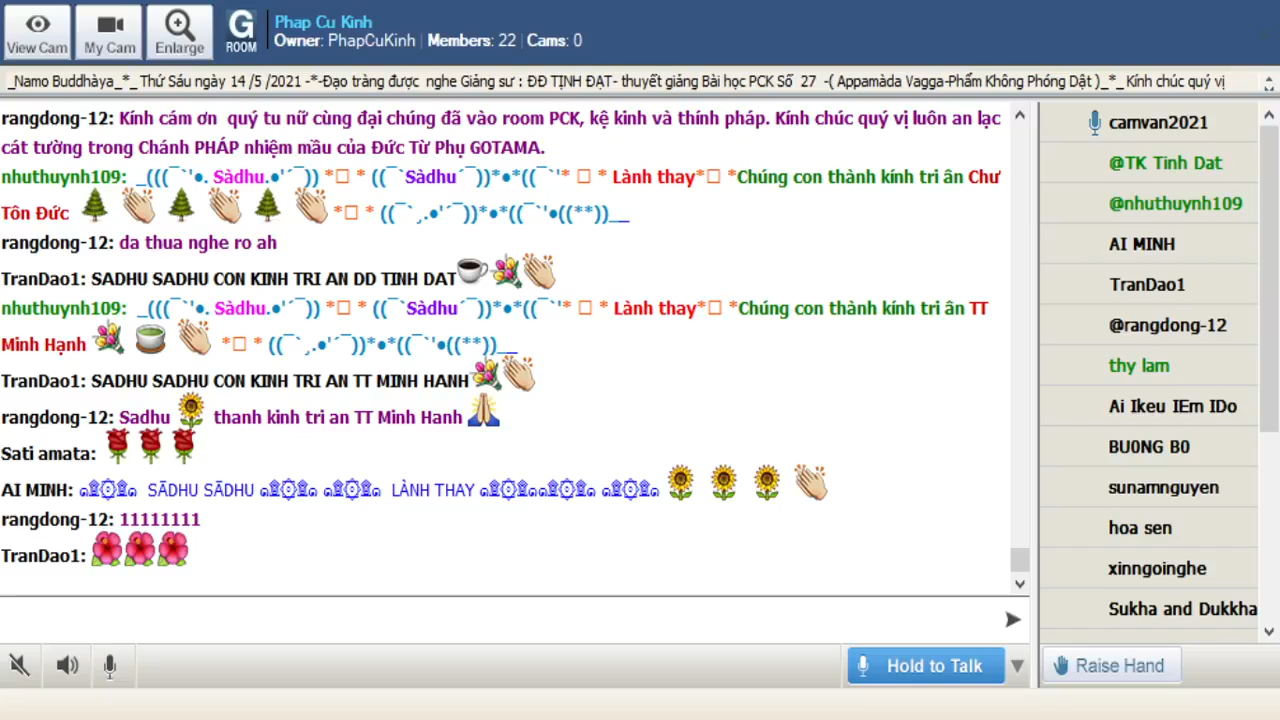 View Cam
My Cam
Enlarge
G ROOM
Phap Cu Kinh
Owner: PhapCuKinh | Members: 22 | Cams: 0
_Namo Buddhàya_*_ Thứ Sáu ngày 14 /5 /2021 -*-Đạo tràng được nghe Giảng sư : ĐĐ TỊNH ĐẠT- thuyết giảng Bài học PCK Số 27 -( Appamàda Vagga-Phẩm Không Phóng Dật )_*_ Kính chúc quý vị
rangdong-12: Kính cám ơn quý tu nữ cùng đại chúng đã vào room PCK, kệ kinh và thính pháp. Kính chúc quý vị luôn an lạc
cát tường trong Chánh PHÁP nhiệm mầu của Đức Từ Phụ GOTAMA.
nhuthuynh109: _(((¯`'•. Sàdhu.•'´¯)) *▯ * ((¯`Sàdhu´¯))*•*((¯`'* ▯ * Lành thay*▯ *Chúng con thành kính tri ân Chư
Tôn Đức 🌲 👏 🌲 👏 🌲 👏 *▯ * ((¯`¸.•'´¯))*•*((¯`'•((**))__
rangdong-12: da thua nghe ro ah
TranDao1: SADHU SADHU CON KINH TRI AN DD TINH DAT☕💐👏
nhuthuynh109: _(((¯`'•. Sàdhu.•'´¯)) *▯ * ((¯`Sàdhu´¯))*•*((¯`'* ▯ * Lành thay*▯ *Chúng con thành kính tri ân TT
Minh Hạnh 💐 🍵 👏 *▯ * ((¯`¸.•'´¯))*•*((¯`'•((**))__
TranDao1: SADHU SADHU CON KINH TRI AN TT MINH HANH💐👏
rangdong-12: Sadhu 🌻 thanh kinh tri an TT Minh Hanh 🙏
Sati amata: 🌹🌹🌹
AI MINH: SĀDHU SĀDHU LÀNH THAY 🌻 🌻 🌻 👏
rangdong-12: 11111111
TranDao1: 🌺🌺🌺
camvan2021
@TK Tinh Dat
@nhuthuynh109
AI MINH
TranDao1
@rangdong-12
thy lam
Ai Ikeu IEm IDo
BU0NG B0
sunamnguyen
hoa sen
xinngoinghe
Sukha and Dukkha
Hold to Talk
Raise Hand